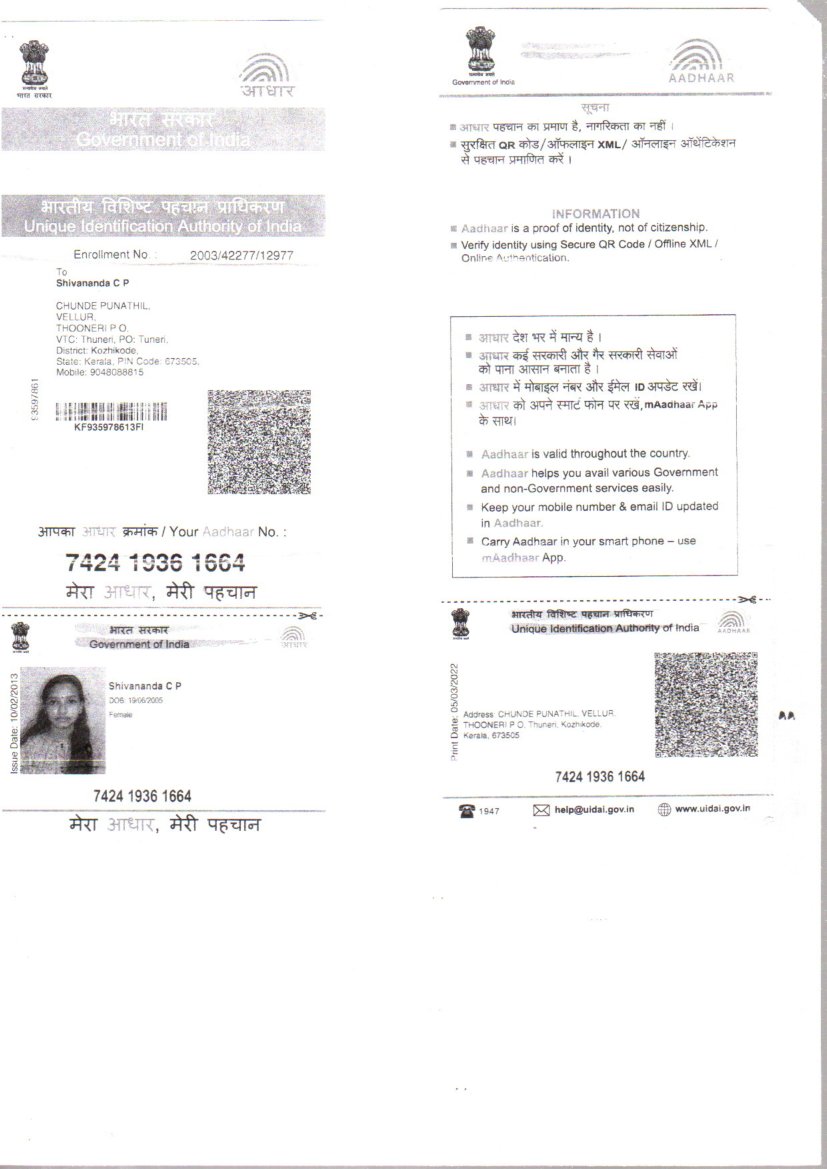 भारत सरकार
आधार
भारत सरकार
Government of India
भारतीय विशिष्ट पहचान प्राधिकरण
Unique Identification Authority of India
Enrollment No. : 2003/42277/12977
To
Shivananda C P
CHUNDE PUNATHIL,
VELLUR,
THOONERI P O,
VTC: Thuneri, PO: Tuneri,
District: Kozhikode,
State: Kerala, PIN Code: 673505,
Mobile: 9048088815
93597861
KF935978613FI
आपका आधार क्रमांक / Your Aadhaar No. :
7424 1936 1664
मेरा आधार, मेरी पहचान
भारत सरकार
Government of India
आधार
Issue Date: 10/02/2013
Shivananda C P
DOB: 19/06/2005
Female
7424 1936 1664
मेरा आधार, मेरी पहचान
Government of India
AADHAAR
सूचना
आधार पहचान का प्रमाण है, नागरिकता का नहीं ।
सुरक्षित QR कोड/ऑफलाइन XML/ ऑनलाइन ऑथेंटिकेशन
से पहचान प्रमाणित करें ।
INFORMATION
Aadhaar is a proof of identity, not of citizenship.
Verify identity using Secure QR Code / Offline XML /
Online Authentication.
आधार देश भर में मान्य है ।
आधार कई सरकारी और गैर सरकारी सेवाओं
को पाना आसान बनाता है ।
आधार में मोबाइल नंबर और ईमेल ID अपडेट रखें।
आधार को अपने स्मार्ट फोन पर रखें, mAadhaar App
के साथ।
Aadhaar is valid throughout the country.
Aadhaar helps you avail various Government
and non-Government services easily.
Keep your mobile number & email ID updated
in Aadhaar.
Carry Aadhaar in your smart phone – use
mAadhaar App.
भारतीय विशिष्ट पहचान प्राधिकरण
Unique Identification Authority of India
AADHAAR
Print Date: 05/03/2022
Address: CHUNDE PUNATHIL, VELLUR,
THOONERI P O, Thuneri, Kozhikode,
Kerala, 673505
7424 1936 1664
1947 help@uidai.gov.in www.uidai.gov.in